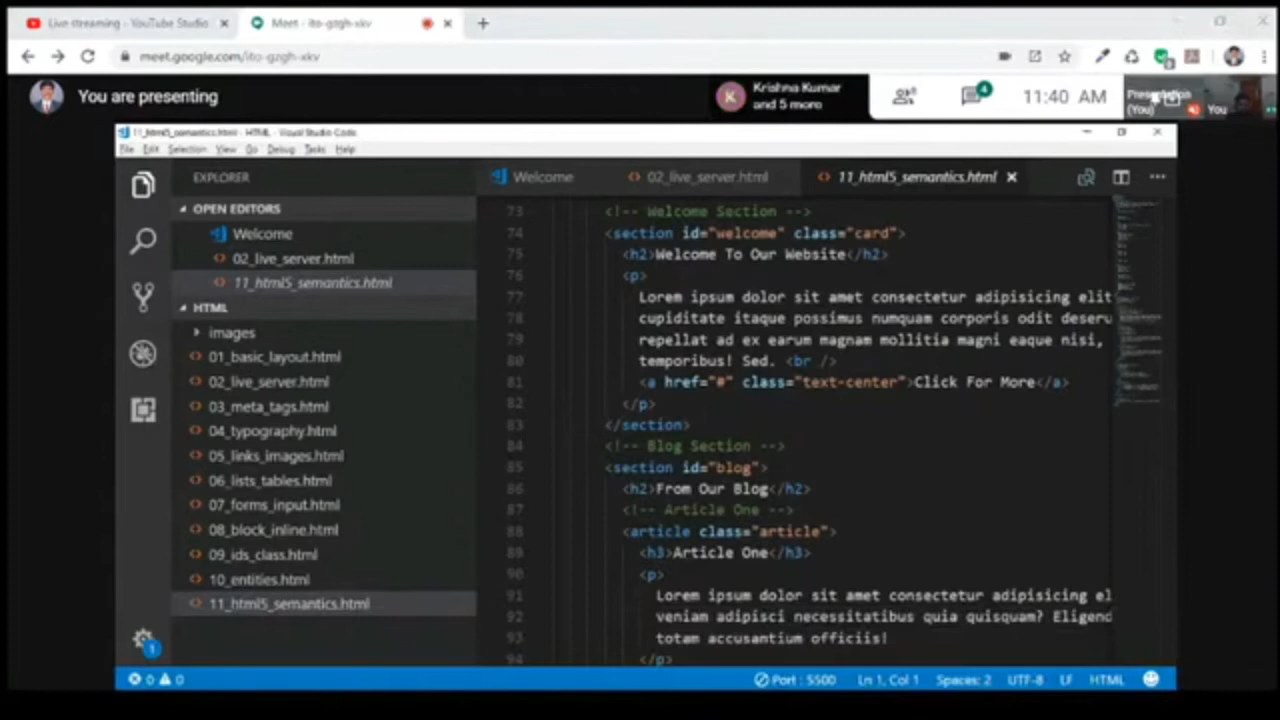 Live streaming - YouTube Studio
Meet - ito-gzgh-xkv
meet.google.com/ito-gzgh-xkv
You are presenting
K
Krishna Kumar
and 5 more
4
11:40 AM
Presentation
(You)
You
11_html5_semantics.html - HTML - Visual Studio Code
File Edit Selection View Go Debug Tasks Help
EXPLORER
Welcome
02_live_server.html
11_html5_semantics.html
OPEN EDITORS
Welcome
02_live_server.html
11_html5_semantics.html
HTML
images
01_basic_layout.html
02_live_server.html
03_meta_tags.html
04_typography.html
05_links_images.html
06_lists_tables.html
07_forms_input.html
08_block_inline.html
09_ids_class.html
10_entities.html
11_html5_semantics.html
1
73 <!-- Welcome Section -->
74 <section id="welcome" class="card">
75 <h2>Welcome To Our Website</h2>
76 <p>
77 Lorem ipsum dolor sit amet consectetur adipisicing elit
78 cupiditate itaque possimus numquam corporis odit deseru
79 repellat ad ex earum magnam mollitia magni eaque nisi,
80 temporibus! Sed. <br />
81 <a href="#" class="text-center">Click For More</a>
82 </p>
83 </section>
84 <!-- Blog Section -->
85 <section id="blog">
86 <h2>From Our Blog</h2>
87 <!-- Article One -->
88 <article class="article">
89 <h3>Article One</h3>
90 <p>
91 Lorem ipsum dolor sit amet consectetur adipisicing el
92 veniam adipisci necessitatibus quia quisquam? Eligend
93 totam accusantium officiis!
94 </p>
0 0
Port : 5500 Ln 1, Col 1 Spaces: 2 UTF-8 LF HTML